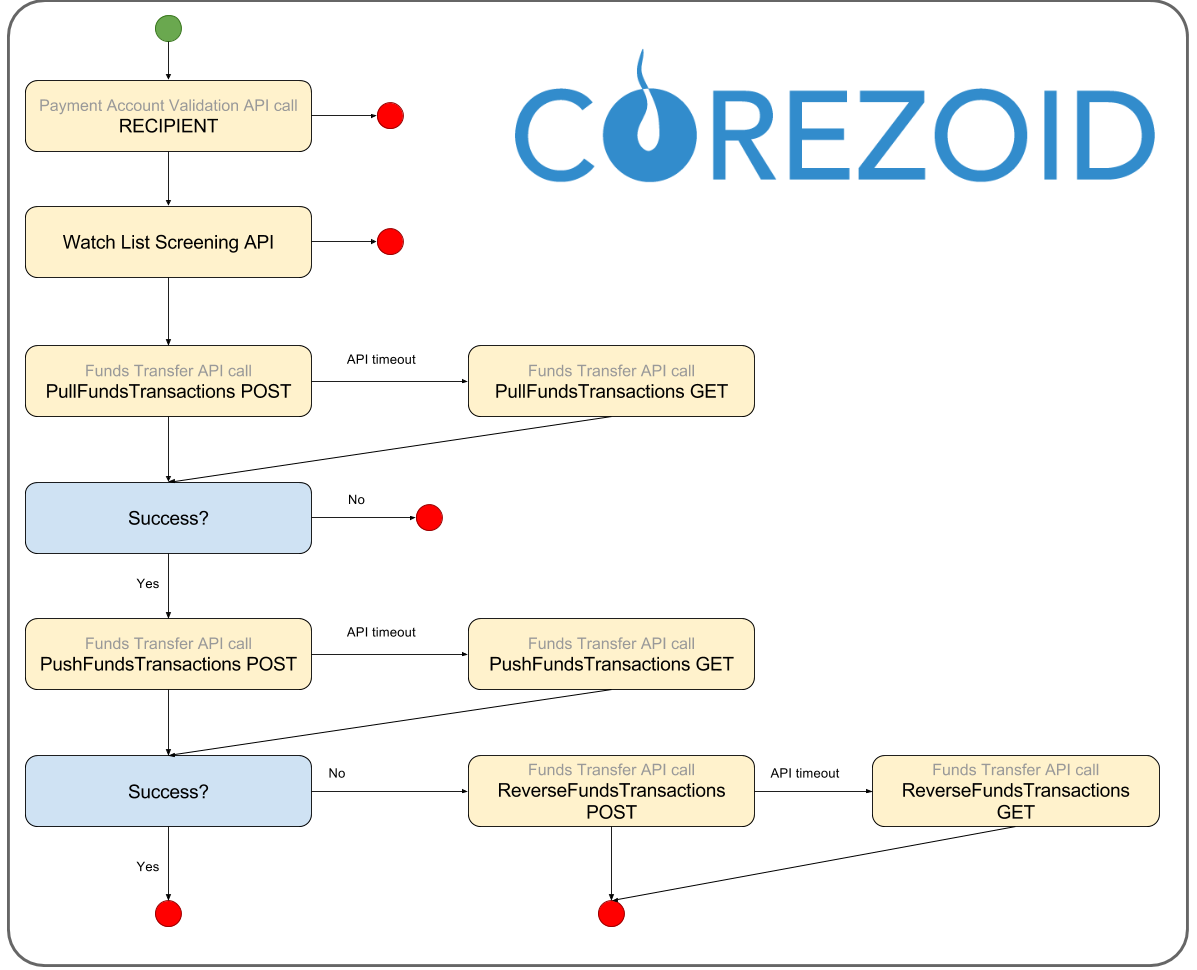 COREZOID
Payment Account Validation API call
RECIPIENT
Watch List Screening API
Funds Transfer API call
PullFundsTransactions POST
API timeout
Funds Transfer API call
PullFundsTransactions GET
Success?
No
Yes
Funds Transfer API call
PushFundsTransactions POST
API timeout
Funds Transfer API call
PushFundsTransactions GET
Success?
No
Funds Transfer API call
ReverseFundsTransactions
POST
API timeout
Funds Transfer API call
ReverseFundsTransactions
GET
Yes